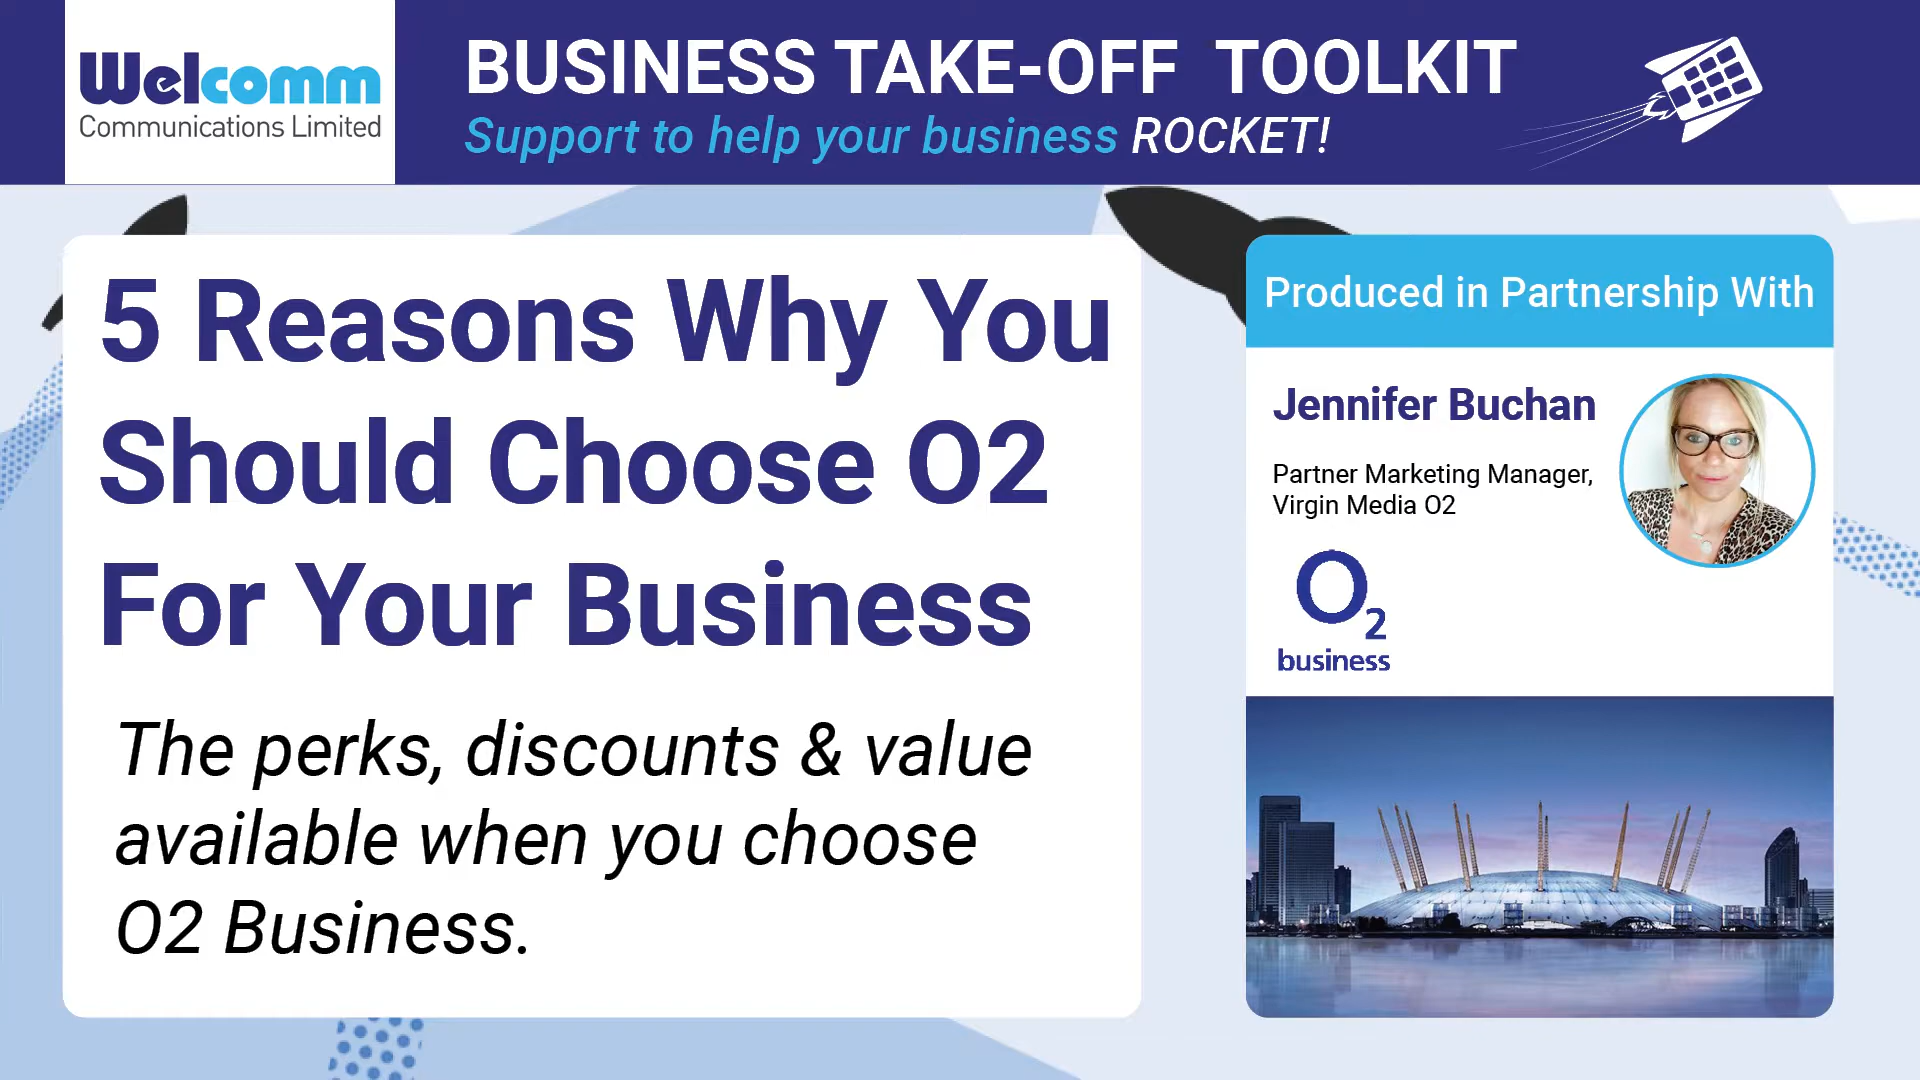 Welcomm
Communications Limited
BUSINESS TAKE-OFF TOOLKIT
Support to help your business ROCKET!
5 Reasons Why You
Should Choose O2
For Your Business
The perks, discounts & value
available when you choose
O2 Business.
Produced in Partnership With
Jennifer Buchan
Partner Marketing Manager,
Virgin Media O2
O2
business